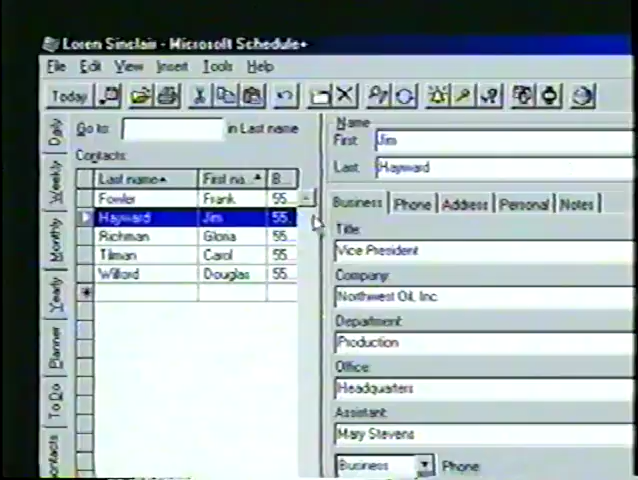 Loren Sinclair - Microsoft Schedule+
File Edit View Insert Tools Help
Today
Go to: in Last name
Contacts:
Last name First na... B...
Fowler Frank 55.
Hayward Jim 55.
Richman Gloria 55.
Tilman Carol 55.
Willord Douglas 55.
Daily
Weekly
Monthly
Yearly
Planner
To Do
Contacts
Name
First: Jim
Last: Hayward
Business Phone Address Personal Notes
Title:
Vice President
Company:
Northwest Oil, Inc.
Department:
Production
Office:
Headquarters
Assistant:
Mary Stevens
Business Phone: